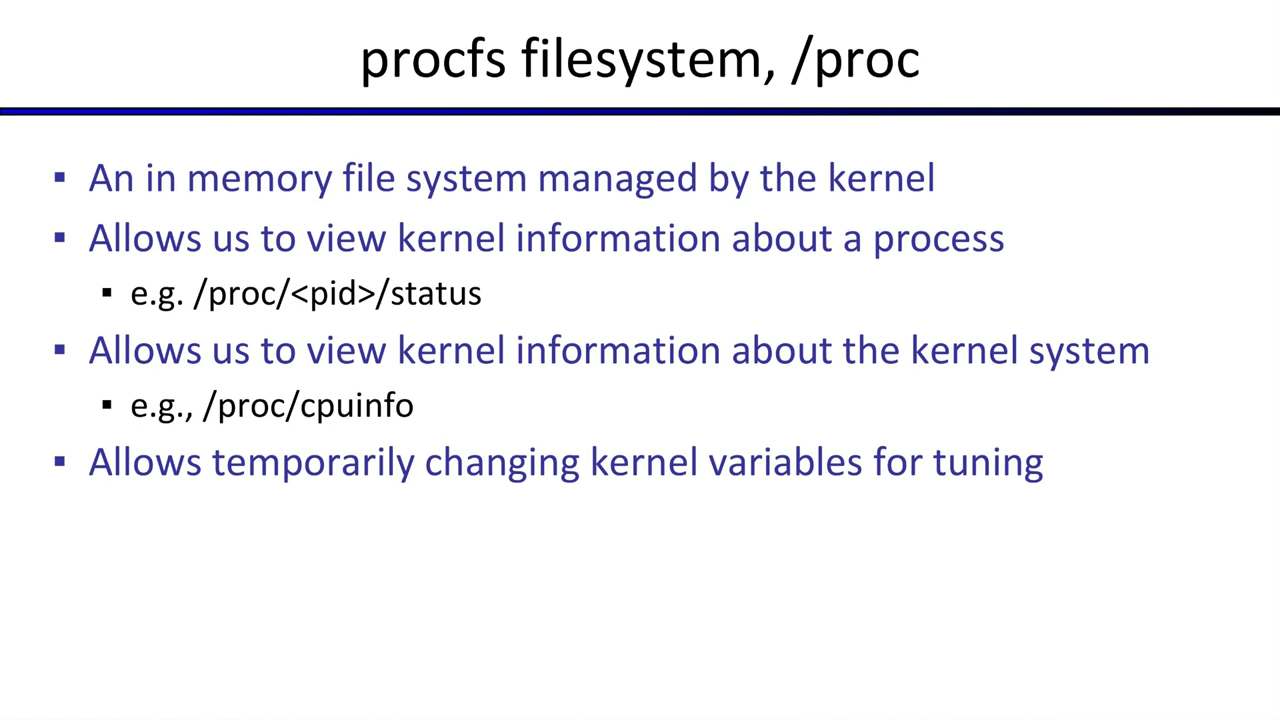 procfs filesystem, /proc
▪ An in memory file system managed by the kernel
▪ Allows us to view kernel information about a process
▪ e.g. /proc/<pid>/status
▪ Allows us to view kernel information about the kernel system
▪ e.g., /proc/cpuinfo
▪ Allows temporarily changing kernel variables for tuning